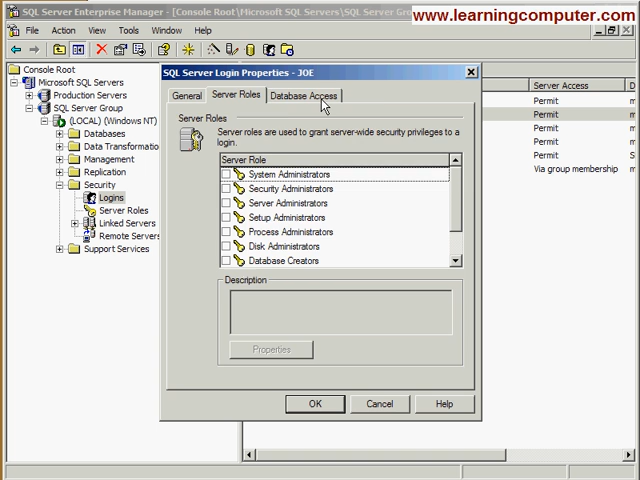 SQL Server Enterprise Manager - [Console Root\Microsoft SQL Servers\SQL Server Gro
www.learningcomputer.com
File Action View Tools Window Help
Console Root
Microsoft SQL Servers
Production Servers
SQL Server Group
(LOCAL) (Windows NT)
Databases
Data Transformatio
Management
Replication
Security
Logins
Server Roles
Linked Servers
Remote Servers
Support Services
SQL Server Login Properties - JOE
General Server Roles Database Access
Server Roles
Server roles are used to grant server-wide security privileges to a
login.
Server Role
System Administrators
Security Administrators
Server Administrators
Setup Administrators
Process Administrators
Disk Administrators
Database Creators
Description
Properties
OK Cancel Help
Server Access D
Permit m
Permit m
Permit m
Permit m
Permit S
Via group membership m